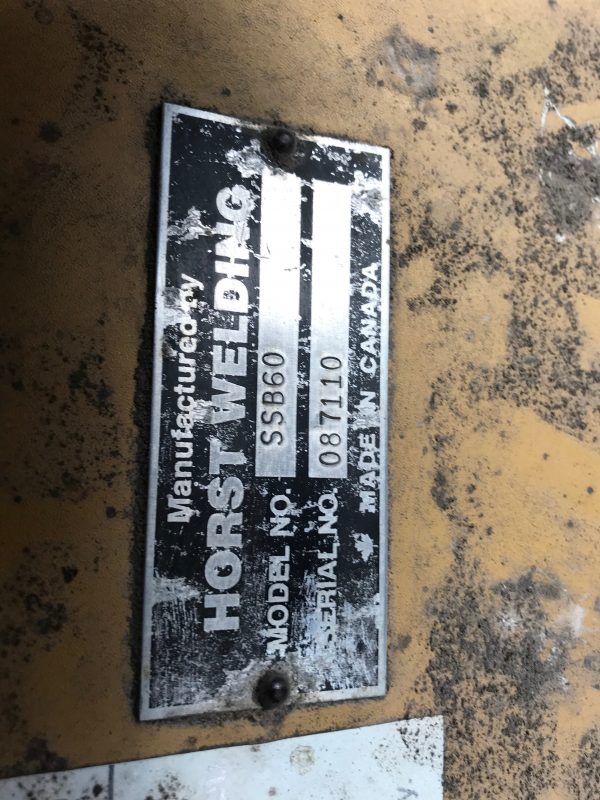 Manufactured by
HORST WELDING
MODEL NO. SSB60
SERIAL NO. 087110
MADE IN CANADA